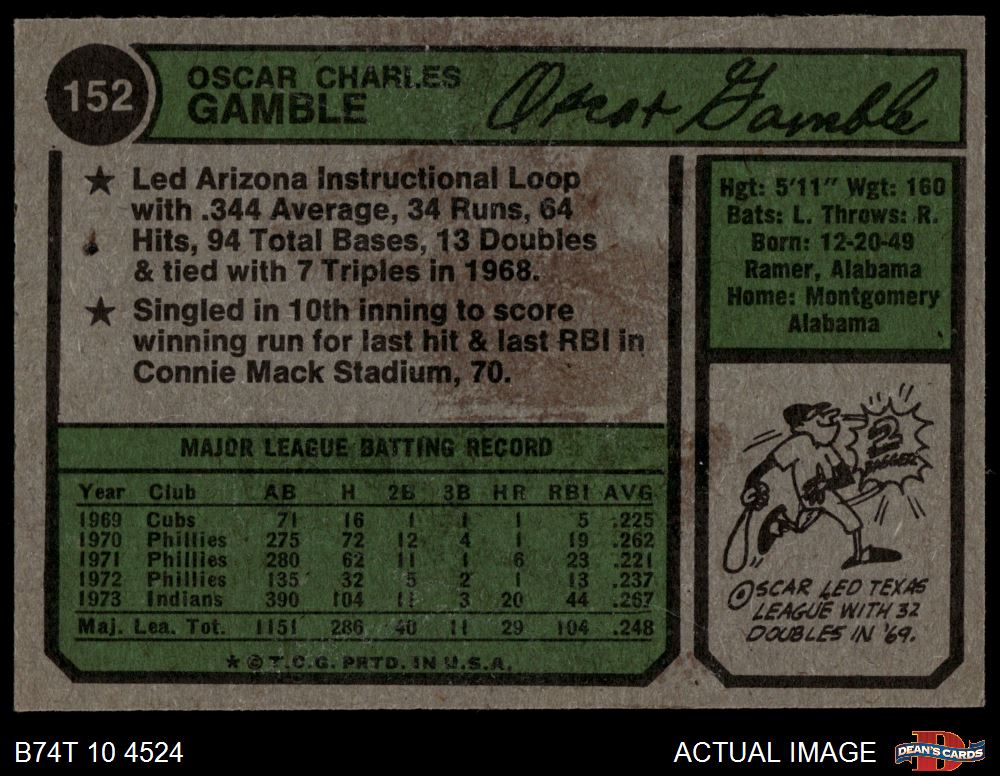 152
OSCAR CHARLES
GAMBLE
Oscar Gamble
★ Led Arizona Instructional Loop
with .344 Average, 34 Runs, 64
Hits, 94 Total Bases, 13 Doubles
& tied with 7 Triples in 1968.
★ Singled in 10th inning to score
winning run for last hit & last RBI in
Connie Mack Stadium, 70.
Hgt: 5'11" Wgt: 160
Bats: L. Throws: R.
Born: 12-20-49
Ramer, Alabama
Home: Montgomery
Alabama
MAJOR LEAGUE BATTING RECORD
Year Club AB H 2B 3B HR RBI AVG
1969 Cubs 71 16 1 1 1 5 .225
1970 Phillies 275 72 12 4 1 19 .262
1971 Phillies 280 62 11 1 6 23 .221
1972 Phillies 135 32 5 2 1 13 .237
1973 Indians 390 104 11 3 20 44 .267
Maj. Lea. Tot. 1151 286 40 11 29 104 .248
★ © T.C.G. PRTD. IN U.S.A.
2
BAGGER
OSCAR LED TEXAS
LEAGUE WITH 32
DOUBLES IN '69.
B74T 10 4524
ACTUAL IMAGE
DEAN'S CARDS